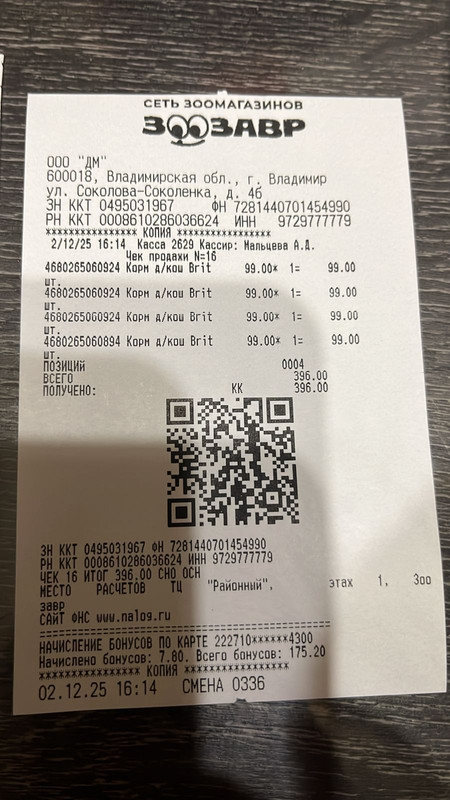 СЕТЬ ЗООМАГАЗИНОВ
ЗООЗАВР
ООО "ДМ"
600018, Владимирская обл., г. Владимир
ул. Соколова-Соколенка, д. 4б
ЗН ККТ 0495031967 ФН 7281440701454990
РН ККТ 0008610286036624 ИНН 9729777779
***************** КОПИЯ *****************
2/12/25 16:14 Касса 2629 Кассир: Мальцева А.Д.
Чек продажи N=16
4680265060924 Корм д/кош Brit 99.00* 1= 99.00
шт.
4680265060924 Корм д/кош Brit 99.00* 1= 99.00
шт.
4680265060924 Корм д/кош Brit 99.00* 1= 99.00
шт.
4680265060894 Корм д/кош Brit 99.00* 1= 99.00
шт.
ПОЗИЦИЙ 0004
ВСЕГО 396.00
ПОЛУЧЕНО: КК 396.00
ЗН ККТ 0495031967 ФН 7281440701454990
РН ККТ 0008610286036624 ИНН 9729777779
ЧЕК 16 ИТОГ 396.00 СНО ОСН
МЕСТО РАСЧЕТОВ ТЦ "Районный", этаж 1, Зоо
завр
САЙТ ФНС www.nalog.ru
========================================
НАЧИСЛЕНИЕ БОНУСОВ ПО КАРТЕ 222710******4300
Начислено бонусов: 7.80. Всего бонусов: 175.20
***************** КОПИЯ *****************
02.12.25 16:14 СМЕНА 0336